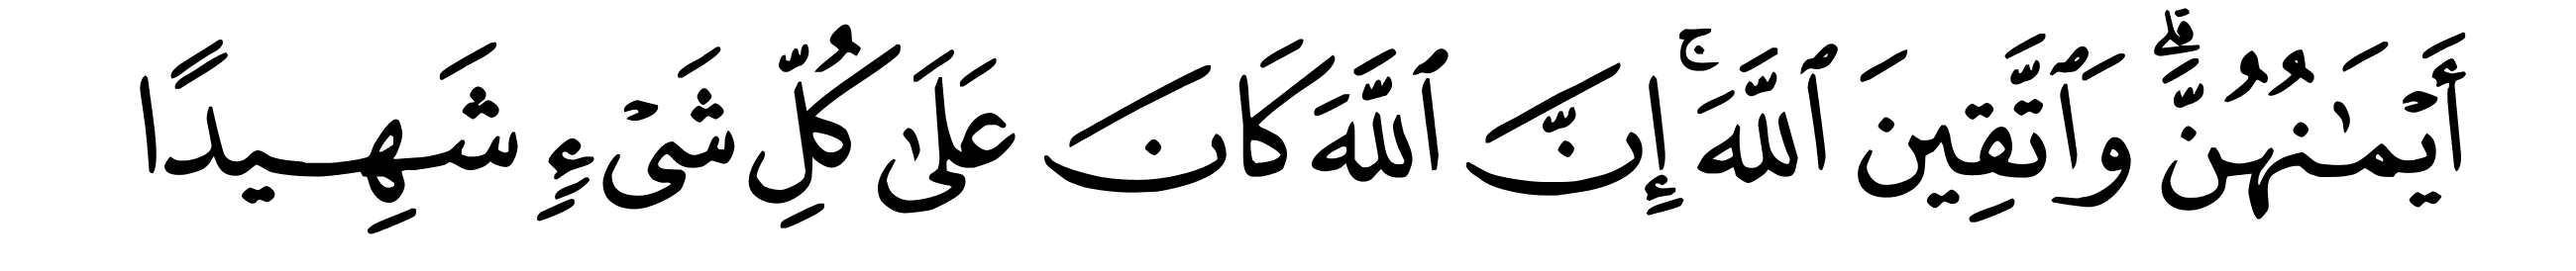 أَيْمَٰنُهُنَّۗ وَٱتَّقِينَ ٱللَّهَۚ إِنَّ ٱللَّهَ كَانَ عَلَىٰ كُلِّ شَىْءٍ شَهِيدًا